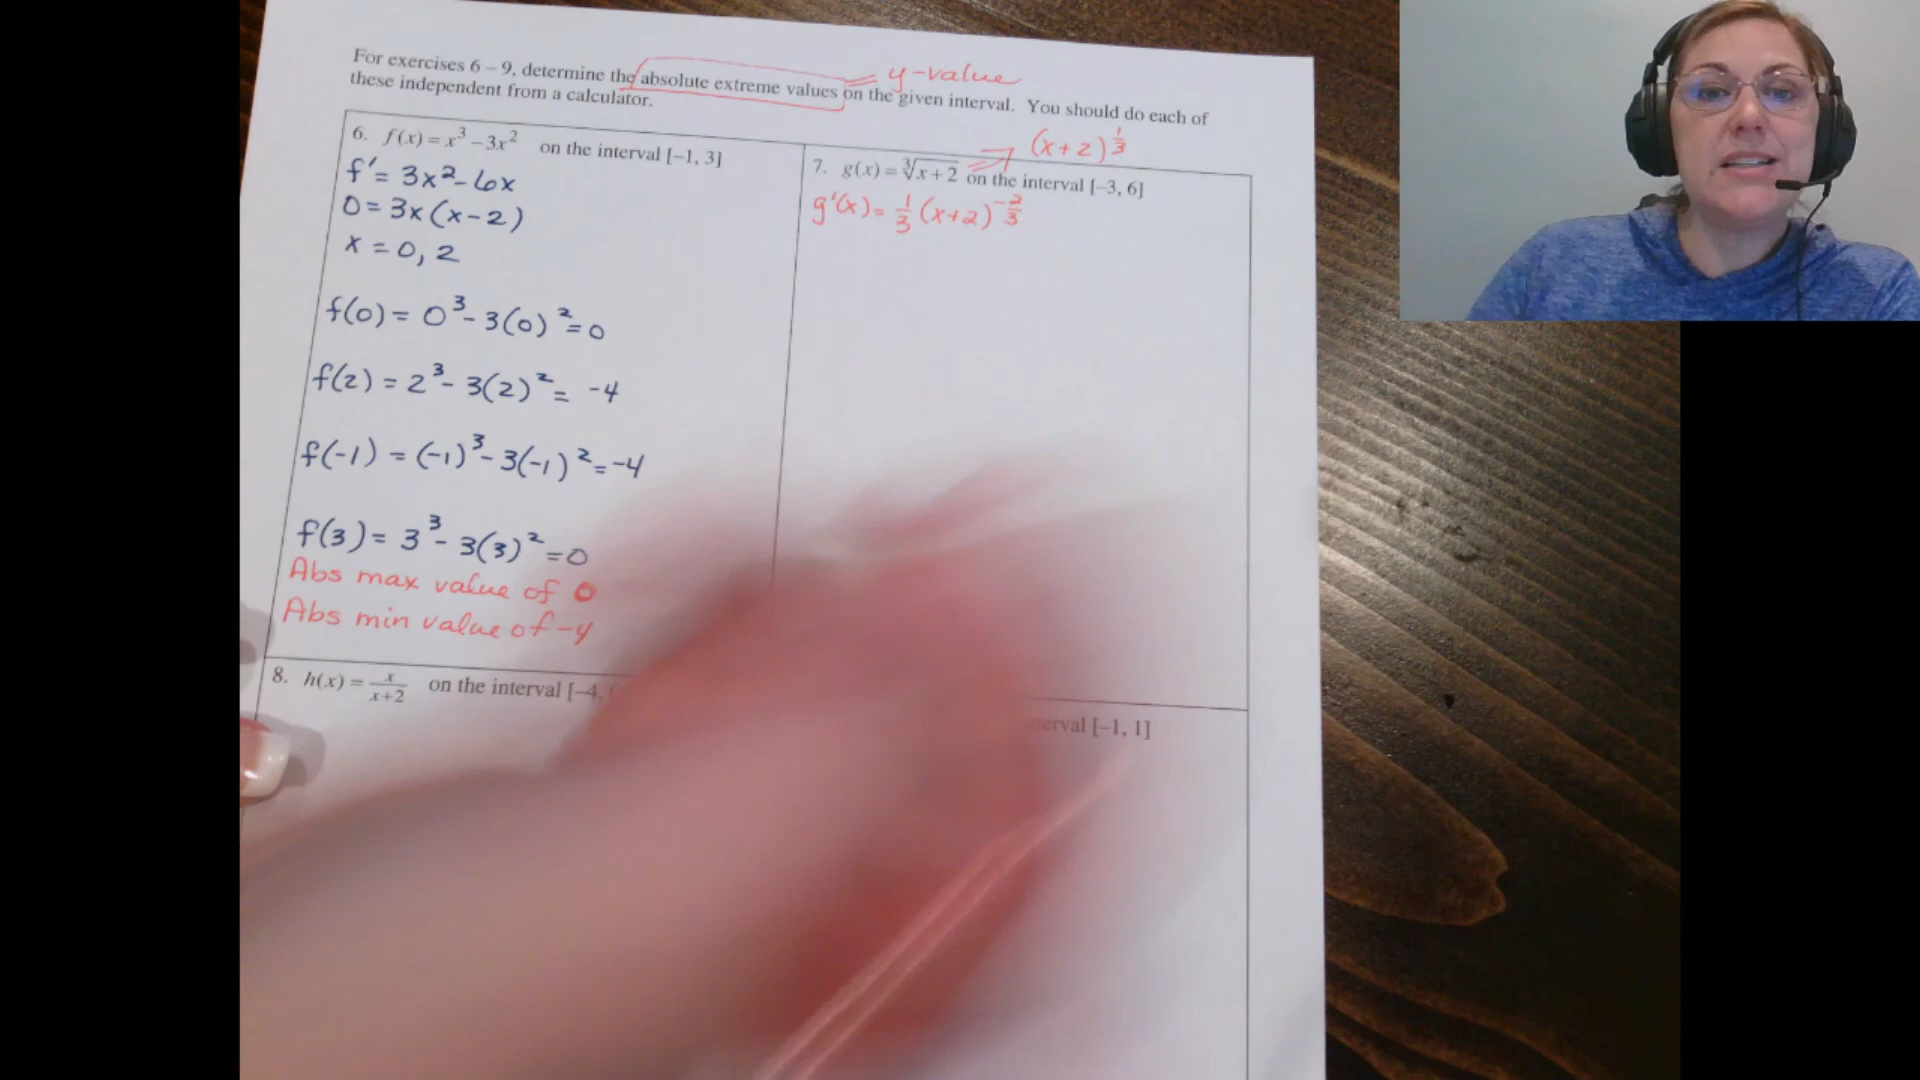 For exercises 6 – 9, determine the absolute extreme values on the given interval. You should do each of
these independent from a calculator.
= y-value
6. f(x) = x³ – 3x² on the interval [–1, 3]
f' = 3x² - 6x
0 = 3x(x-2)
x = 0, 2
f(0) = 0³ - 3(0)² = 0
f(2) = 2³ - 3(2)² = -4
f(-1) = (-1)³ - 3(-1)² = -4
f(3) = 3³ - 3(3)² = 0
Abs max value of 0
Abs min value of -4
(x+2)^{1/3}
7. g(x) = ∛(x+2) on the interval [–3, 6]
g'(x) = 1/3 (x+2)^{-2/3}
8. h(x) = x/(x+2) on the interval [–4,
[–1, 1]